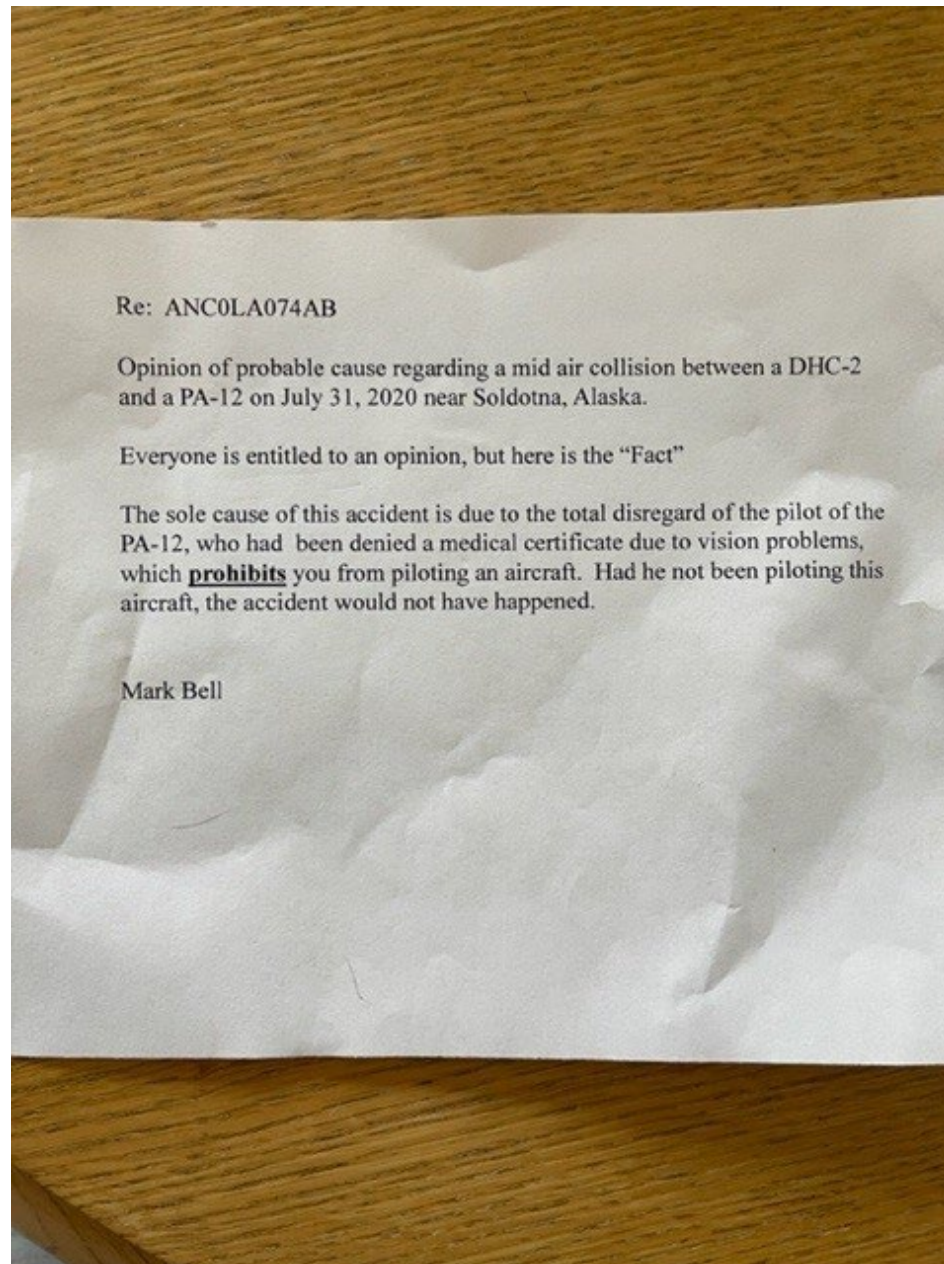 Re: ANC0LA074AB
Opinion of probable cause regarding a mid air collision between a DHC-2
and a PA-12 on July 31, 2020 near Soldotna, Alaska.
Everyone is entitled to an opinion, but here is the “Fact”
The sole cause of this accident is due to the total disregard of the pilot of the
PA-12, who had been denied a medical certificate due to vision problems,
which prohibits you from piloting an aircraft. Had he not been piloting this
aircraft, the accident would not have happened.
Mark Bell